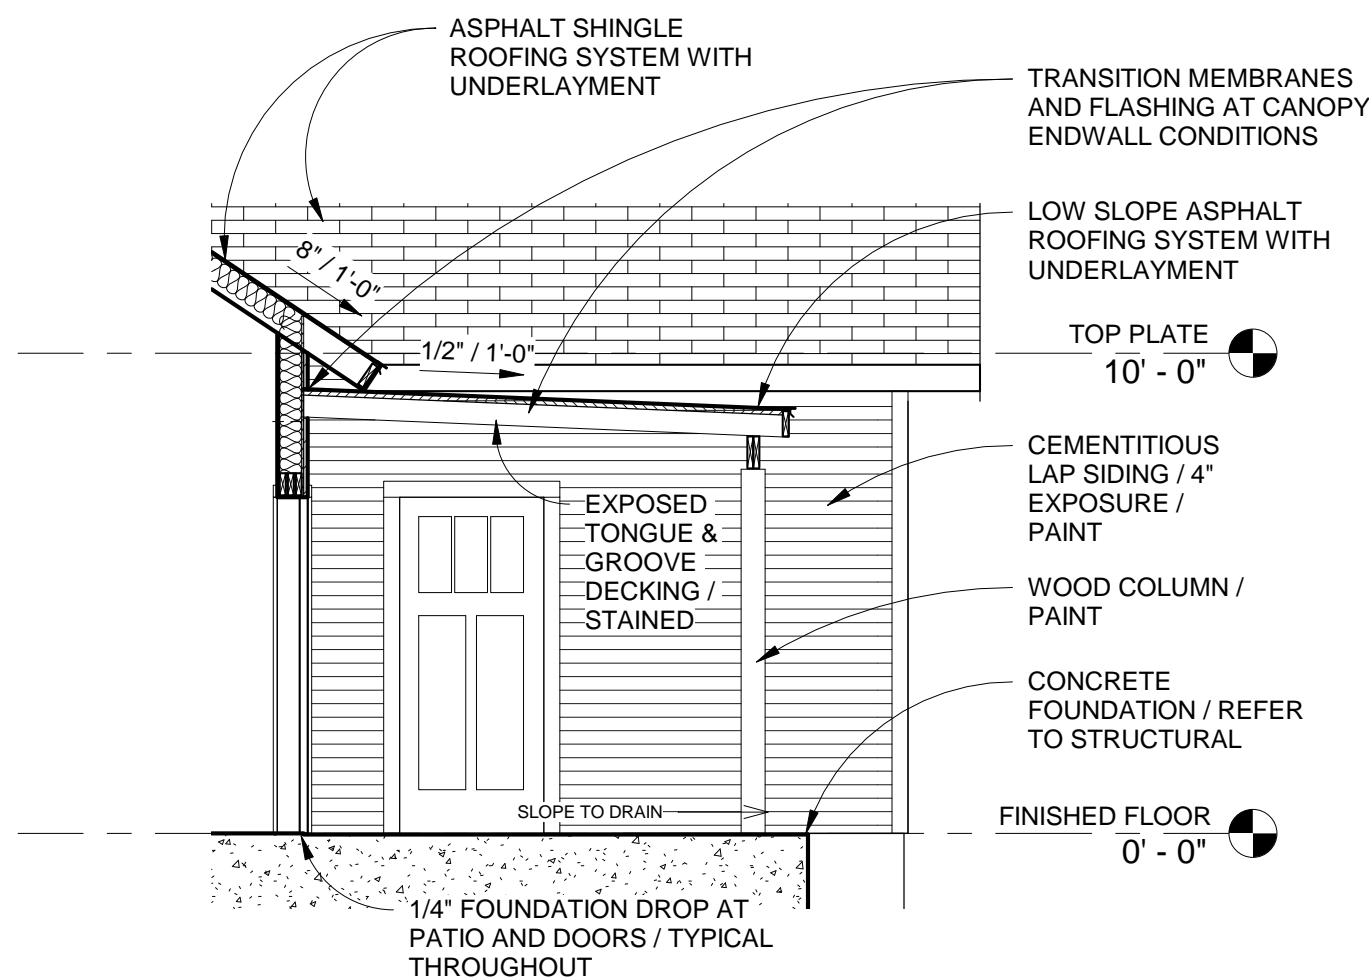 ASPHALT SHINGLE
ROOFING SYSTEM WITH
UNDERLAYMENT
TRANSITION MEMBRANES
AND FLASHING AT CANOPY
ENDWALL CONDITIONS
LOW SLOPE ASPHALT
ROOFING SYSTEM WITH
UNDERLAYMENT
8" / 1'-0"
1/2" / 1'-0"
TOP PLATE
10' - 0"
CEMENTITIOUS
LAP SIDING / 4"
EXPOSURE /
PAINT
EXPOSED
TONGUE &
GROOVE
DECKING /
STAINED
WOOD COLUMN /
PAINT
CONCRETE
FOUNDATION / REFER
TO STRUCTURAL
SLOPE TO DRAIN
FINISHED FLOOR
0' - 0"
1/4" FOUNDATION DROP AT
PATIO AND DOORS / TYPICAL
THROUGHOUT